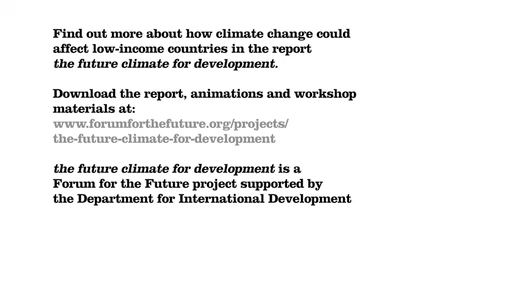 Find out more about how climate change could
affect low-income countries in the report
the future climate for development.
Download the report, animations and workshop
materials at:
www.forumforthefuture.org/projects/
the-future-climate-for-development
the future climate for development is a
Forum for the Future project supported by
the Department for International Development